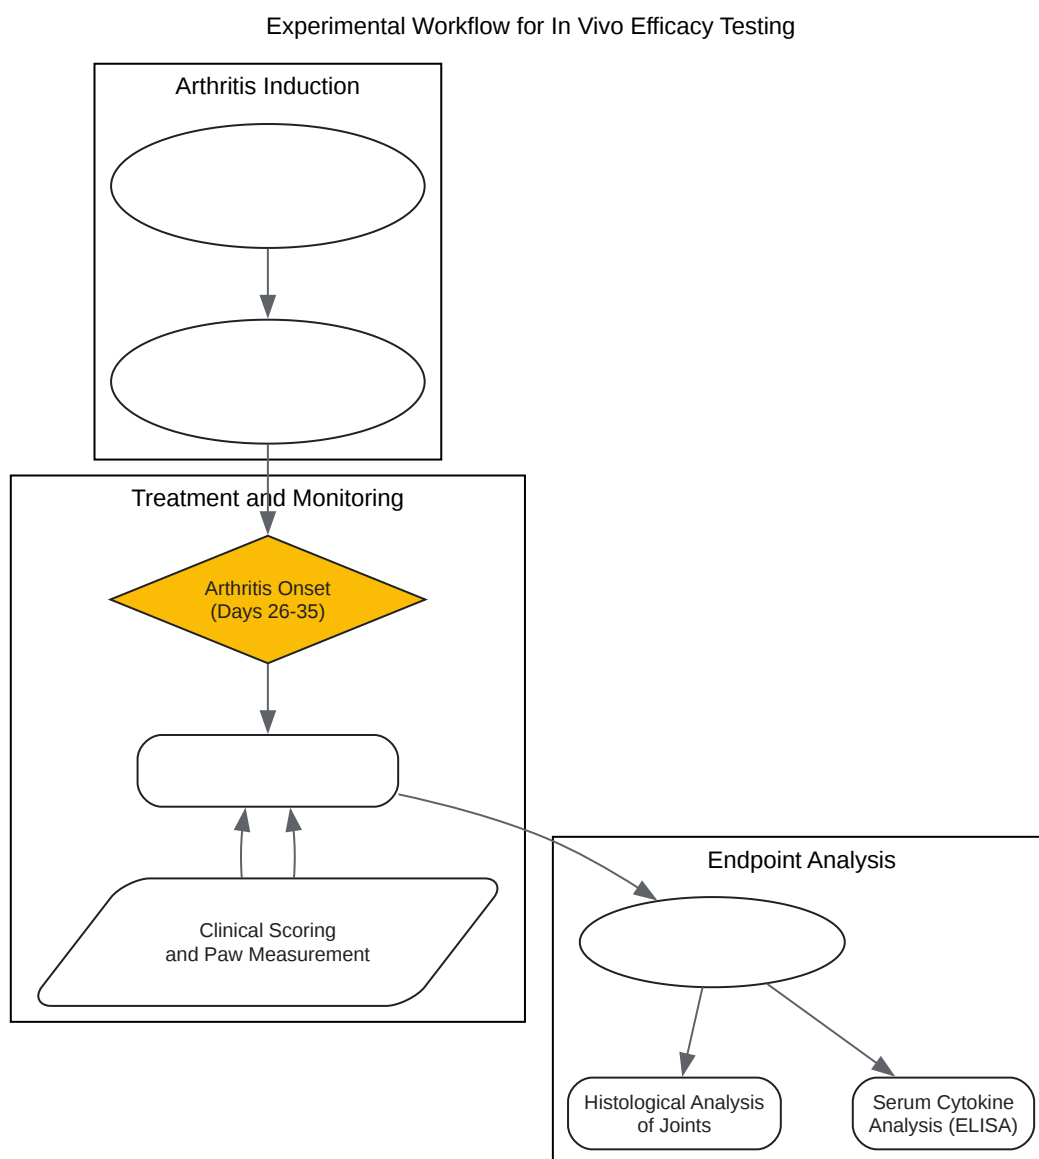 Experimental Workflow for In Vivo Efficacy Testing
Arthritis Induction
Treatment and Monitoring
Arthritis Onset
(Days 26-35)
Clinical Scoring
and Paw Measurement
Endpoint Analysis
Histological Analysis
of Joints
Serum Cytokine
Analysis (ELISA)